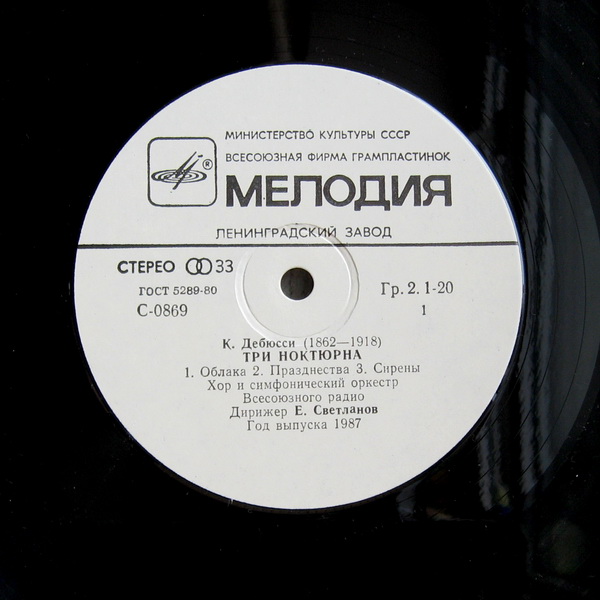 МИНИСТЕРСТВО КУЛЬТУРЫ СССР
ВСЕСОЮЗНАЯ ФИРМА ГРАМПЛАСТИНОК
® МЕЛОДИЯ
ЛЕНИНГРАДСКИЙ ЗАВОД
СТЕРЕО 33
ГОСТ 5289-80 Гр. 2. 1-20
С-0869 1
К. Дебюсси (1862—1918)
ТРИ НОКТЮРНА
1. Облака 2. Празднества 3. Сирены
Хор и симфонический оркестр
Всесоюзного радио
Дирижер Е. Светланов
Год выпуска 1987